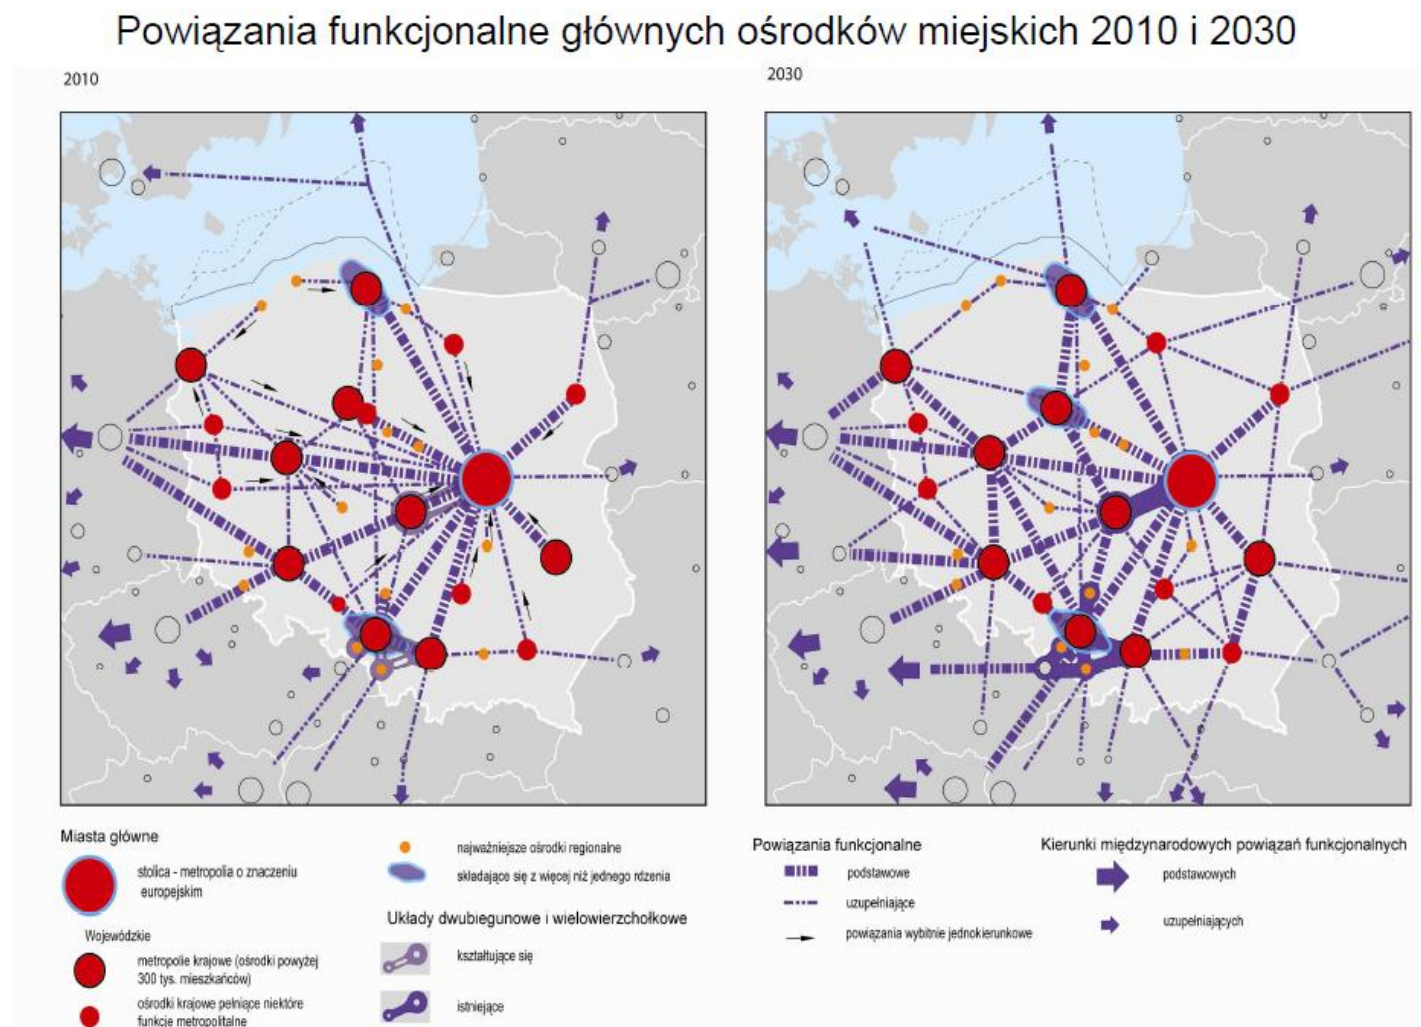 Powiązania funkcjonalne głównych ośrodków miejskich 2010 i 2030
2010
2030
Miasta główne
stolica - metropolia o znaczeniu
europejskim
Wojewódzkie
metropolie krajowe (ośrodki powyżej
300 tys. mieszkańców)
ośrodki krajowe pełniące niektóre
funkcje metropolitalne
najważniejsze ośrodki regionalne
składające się z więcej niż jednego rdzenia
Układy dwubiegunowe i wielowierzchołkowe
kształtujące się
istniejące
Powiązania funkcjonalne
podstawowe
uzupełniające
powiązania wybitnie jednokierunkowe
Kierunki międzynarodowych powiązań funkcjonalnych
podstawowych
uzupełniających